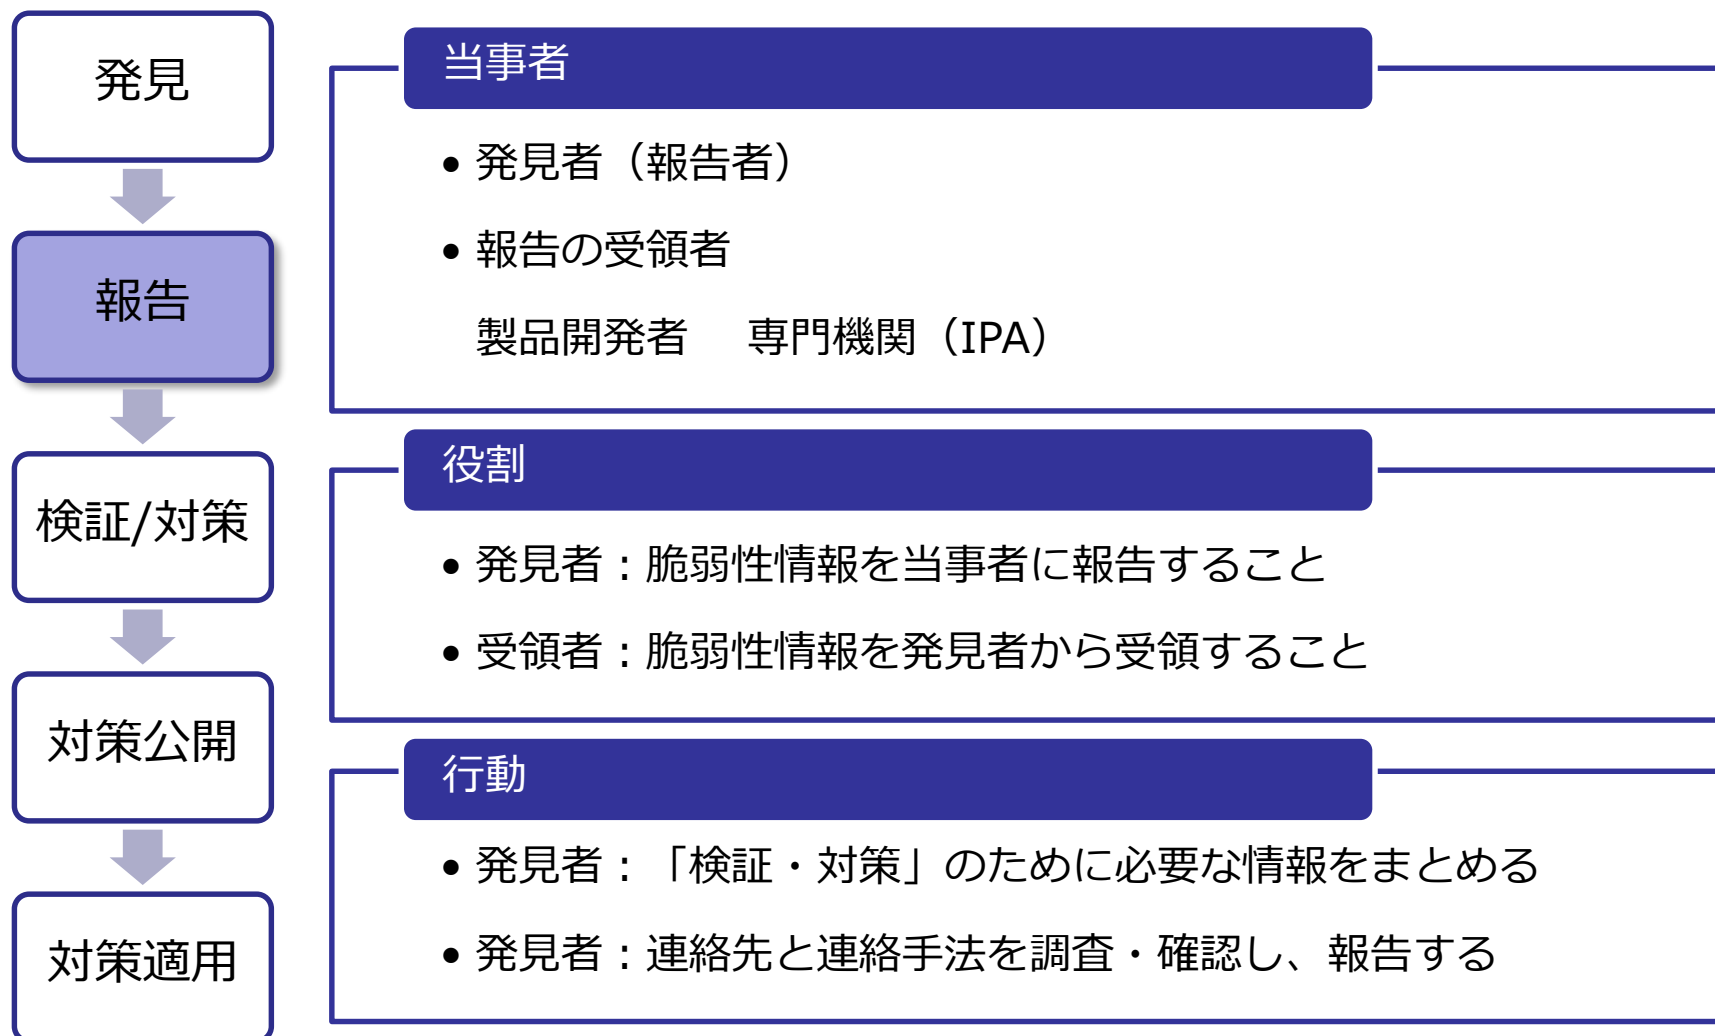 発見
報告
検証/対策
対策公開
対策適用
当事者
• 発見者（報告者）
• 報告の受領者
製品開発者　専門機関（IPA）
役割
• 発見者：脆弱性情報を当事者に報告すること
• 受領者：脆弱性情報を発見者から受領すること
行動
• 発見者：「検証・対策」のために必要な情報をまとめる
• 発見者：連絡先と連絡手法を調査・確認し、報告する